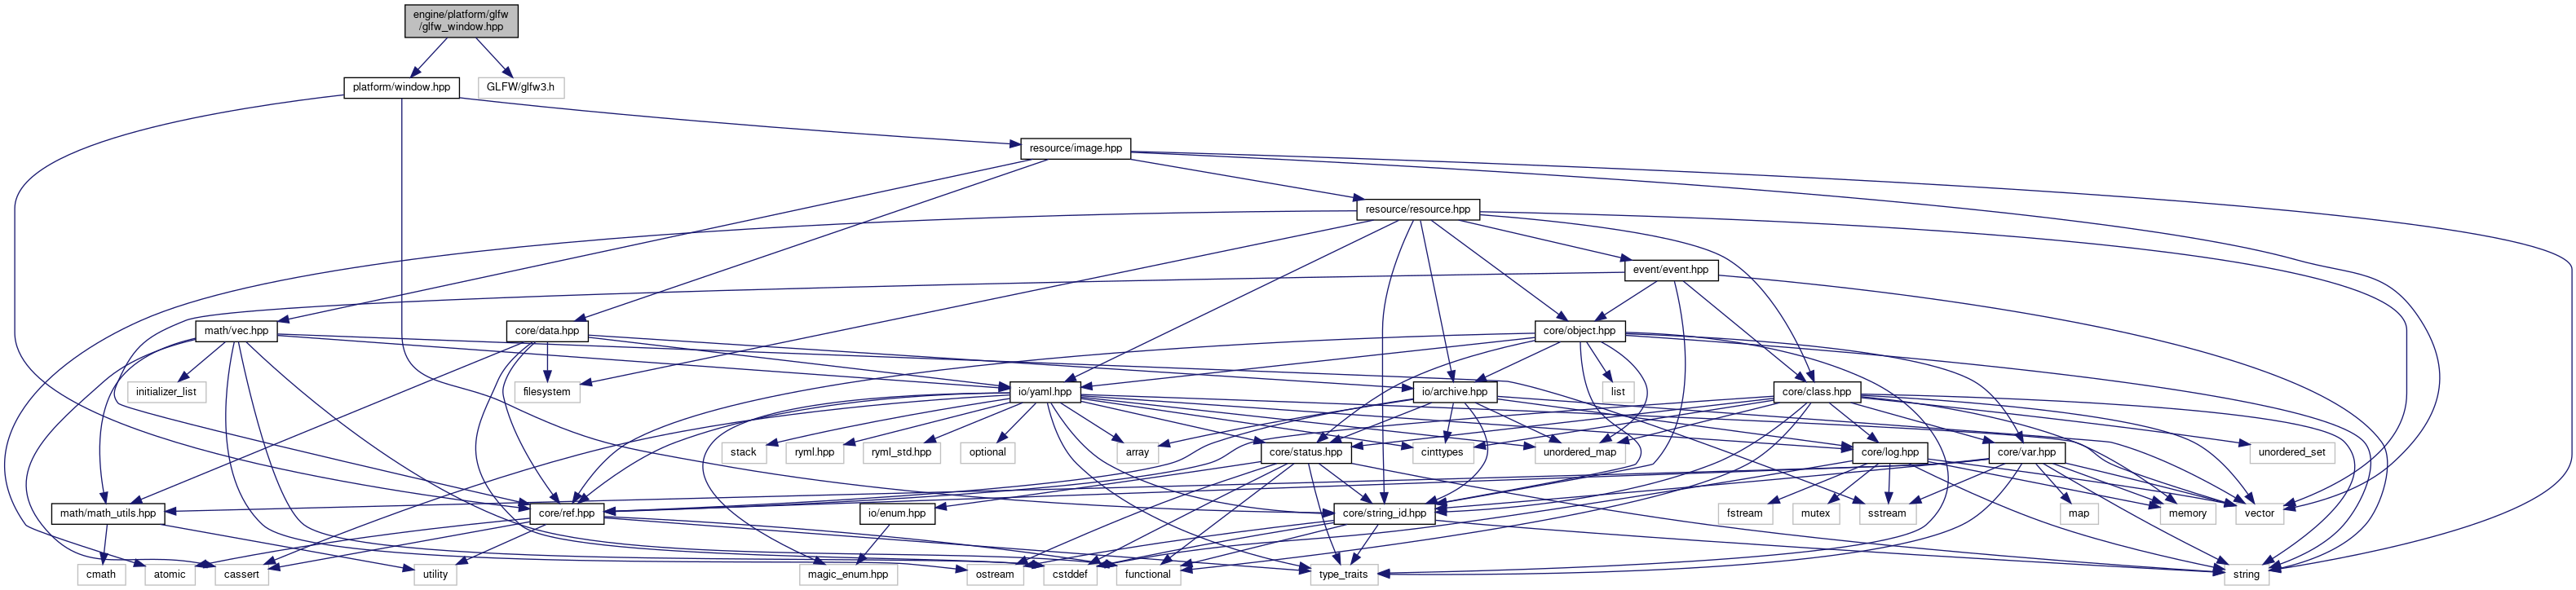 engine/platform/glfw
/glfw_window.hpp
platform/window.hpp
GLFW/glfw3.h
resource/image.hpp
resource/resource.hpp
event/event.hpp
math/vec.hpp
core/data.hpp
core/object.hpp
initializer_list
filesystem
io/yaml.hpp
io/archive.hpp
list
core/class.hpp
stack
ryml.hpp
ryml_std.hpp
optional
array
core/status.hpp
cinttypes
unordered_map
core/log.hpp
core/var.hpp
unordered_set
math/math_utils.hpp
core/ref.hpp
io/enum.hpp
core/string_id.hpp
fstream
mutex
sstream
map
memory
vector
cmath
atomic
cassert
utility
magic_enum.hpp
ostream
cstddef
functional
type_traits
string